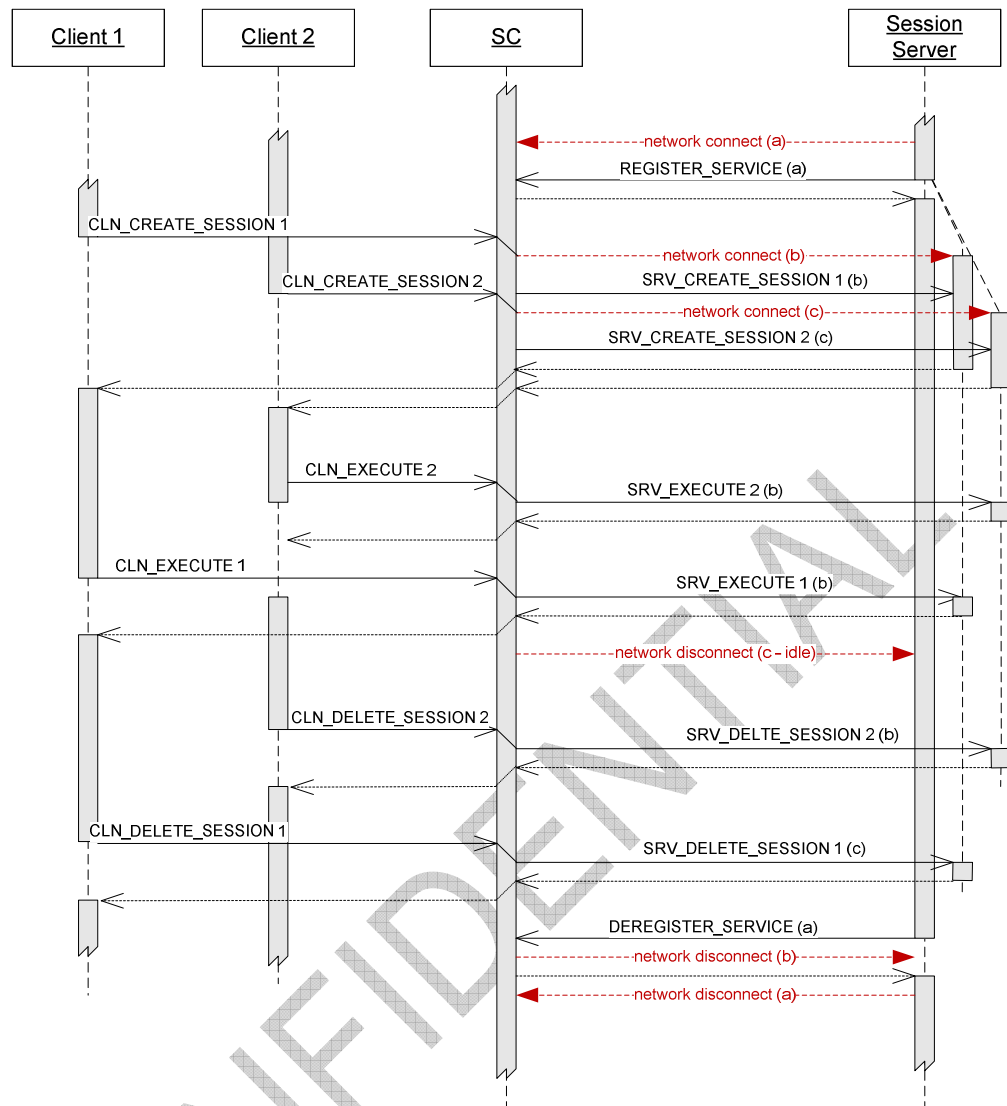 Client 1
Client 2
SC
Session
Server
network connect (a)
REGISTER_SERVICE (a)
CLN_CREATE_SESSION 1
network connect (b)
CLN_CREATE_SESSION 2
SRV_CREATE_SESSION 1 (b)
network connect (c)
SRV_CREATE_SESSION 2 (c)
CLN_EXECUTE 2
SRV_EXECUTE 2 (b)
CLN_EXECUTE 1
SRV_EXECUTE 1 (b)
network disconnect (c - idle)
CLN_DELETE_SESSION 2
SRV_DELTE_SESSION 2 (b)
CLN_DELETE_SESSION 1
SRV_DELETE_SESSION 1 (c)
DEREGISTER_SERVICE (a)
network disconnect (b)
network disconnect (a)
NFIDENTIAL